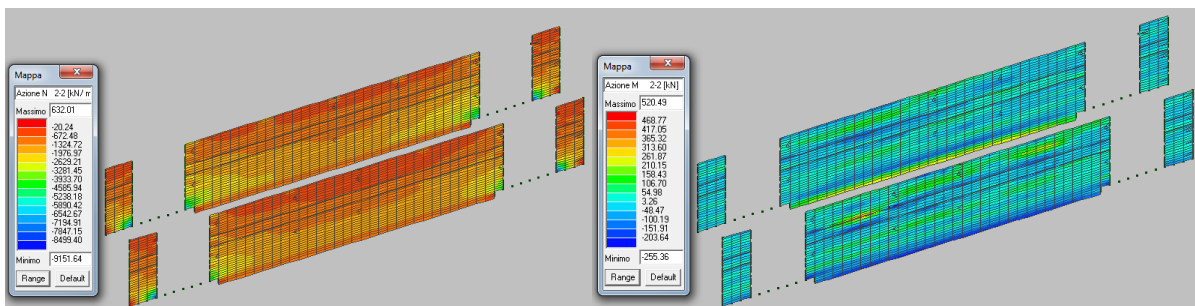 Mappa
Azione N 2-2 [kN/ m
Massimo 632.01
-20.24
-672.48
-1324.72
-1976.97
-2629.21
-3281.45
-3933.70
-4585.94
-5238.18
-5890.42
-6542.67
-7194.91
-7847.15
-8499.40
Minimo -9151.64
Range Default
Mappa
Azione M 2-2 [kN]
Massimo 520.49
468.77
417.05
365.32
313.60
261.87
210.15
158.43
106.70
54.98
3.26
-48.47
-100.19
-151.91
-203.64
Minimo -255.36
Range Default